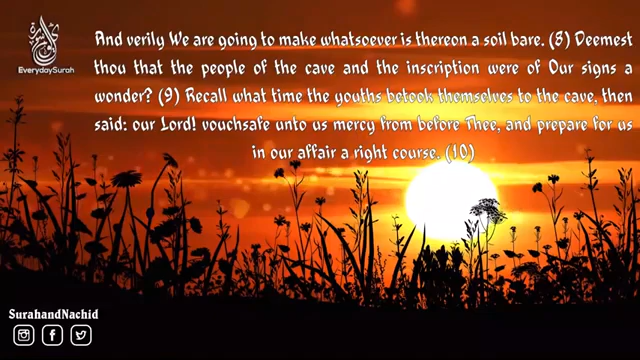 And verily We are going to make whatsoever is thereon a soil bare. (8) Deemest
thou that the people of the cave and the inscription were of Our signs a
wonder? (9) Recall what time the youths betook themselves to the cave, then
said: our Lord! vouchsafe unto us mercy from before Thee, and prepare for us
in our affair a right course. (10)
EverydaySurah
SurahandNachid